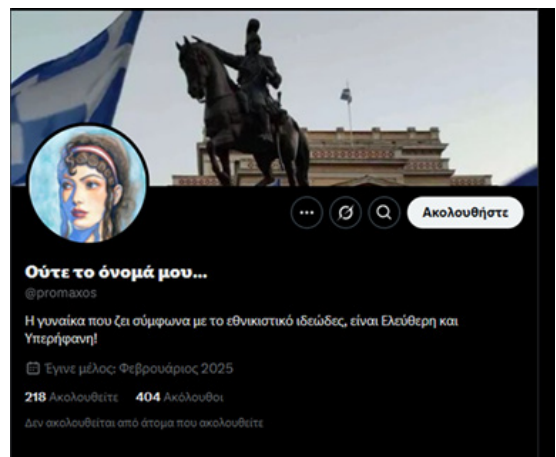 Ακολουθήστε
Ούτε το όνομά μου...
@promaxos
Η γυναίκα που ζει σύμφωνα με το εθνικιστικό ιδεώδες, είναι Ελεύθερη και
Υπερήφανη!
Έγινε μέλος: Φεβρουάριος 2025
218 Ακολουθείτε 404 Ακόλουθοι
Δεν ακολουθείται από άτομα που ακολουθείτε